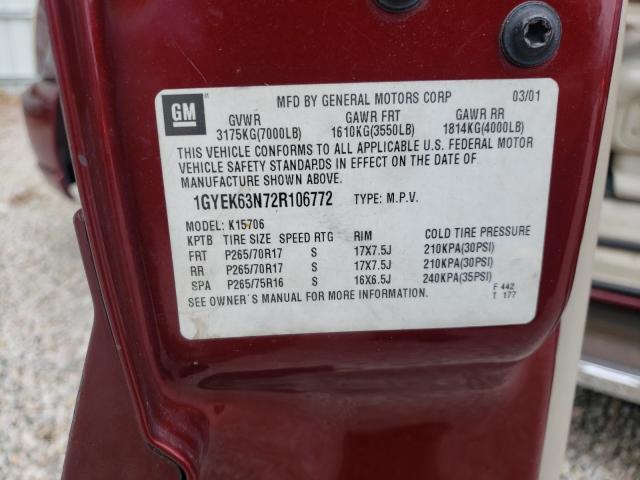 GM
MFD BY GENERAL MOTORS CORP 03/01
GVWR GAWR FRT GAWR RR
3175KG(7000LB) 1610KG(3550LB) 1814KG(4000LB)
THIS VEHICLE CONFORMS TO ALL APPLICABLE U.S. FEDERAL MOTOR
VEHICLE SAFETY STANDARDS IN EFFECT ON THE DATE OF
MANUFACTURE SHOWN ABOVE.
1GYEK63N72R106772 TYPE: M.P.V.
MODEL: K15706
KPTB TIRE SIZE SPEED RTG RIM COLD TIRE PRESSURE
FRT P265/70R17 S 17X7.5J 210KPA(30PSI)
RR P265/70R17 S 17X7.5J 210KPA(30PSI)
SPA P265/75R16 S 16X6.5J 240KPA(35PSI)
SEE OWNER'S MANUAL FOR MORE INFORMATION.
F 442
T 177